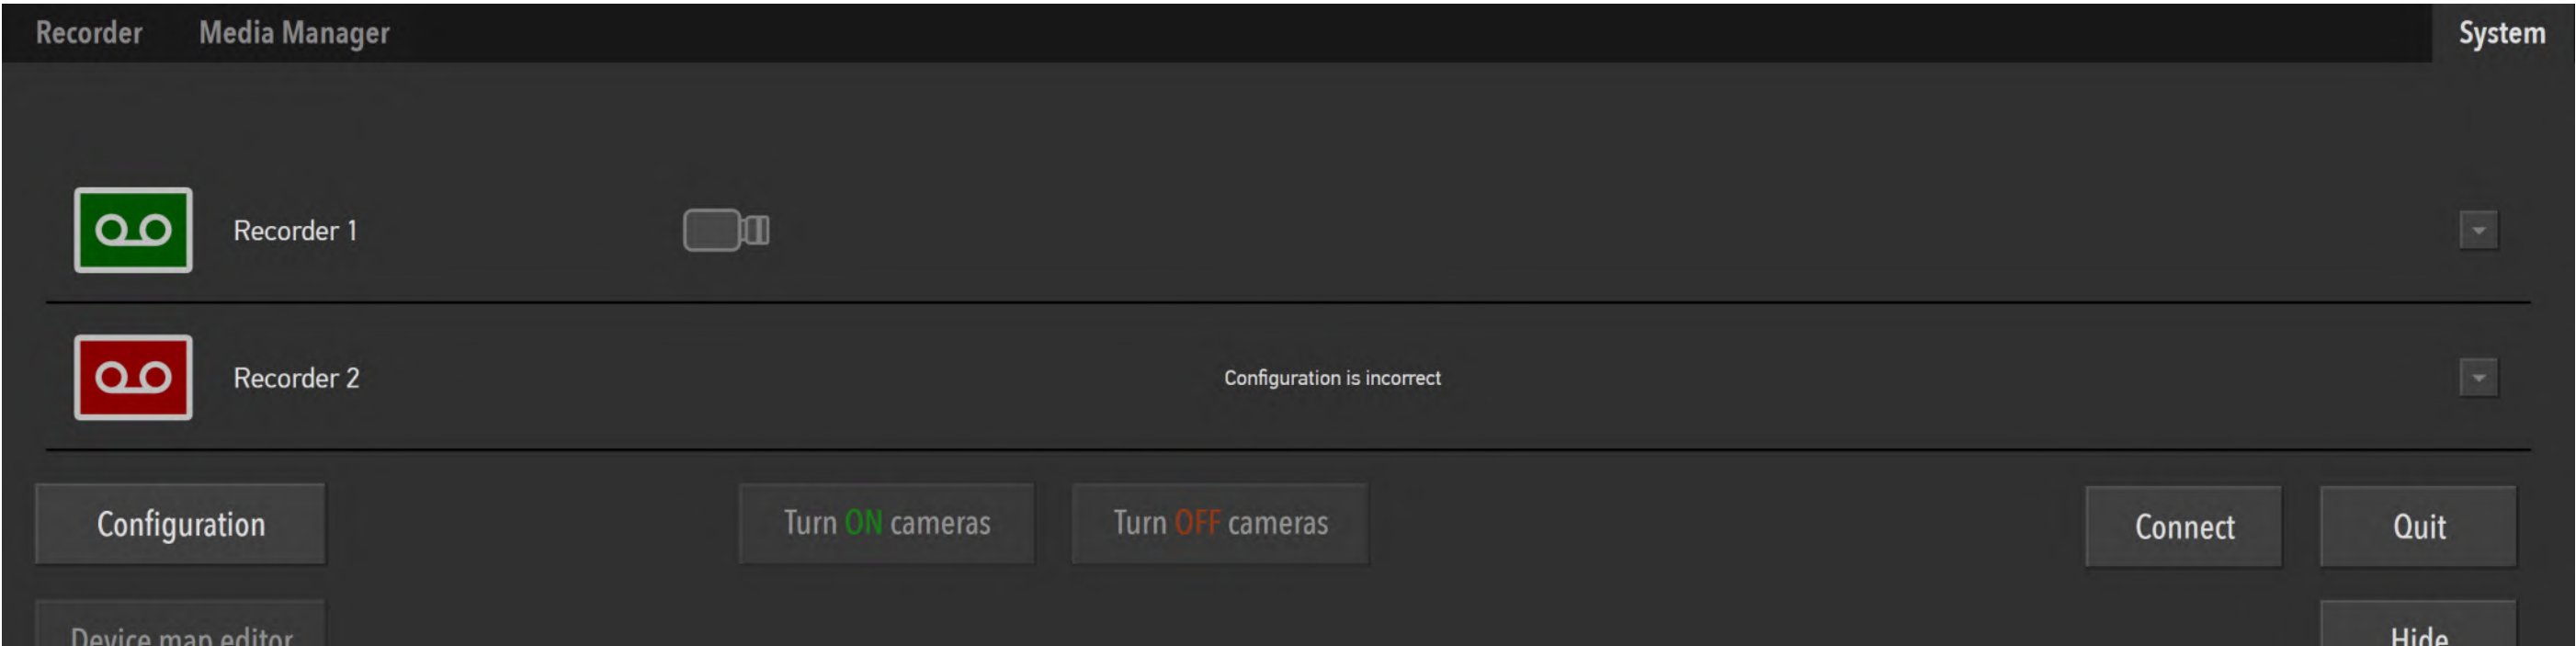 Recorder Media Manager System
Recorder 1
Recorder 2 Configuration is incorrect
Configuration Turn ON cameras Turn OFF cameras Connect Quit
Device map editor Hide